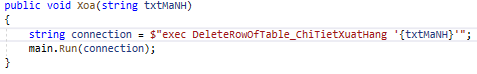 public void Xoa(string txtMaNH)
{
string connection = $"exec DeleteRowOfTable_ChiTietXuatHang '{txtMaNH}'";
main.Run(connection);
}